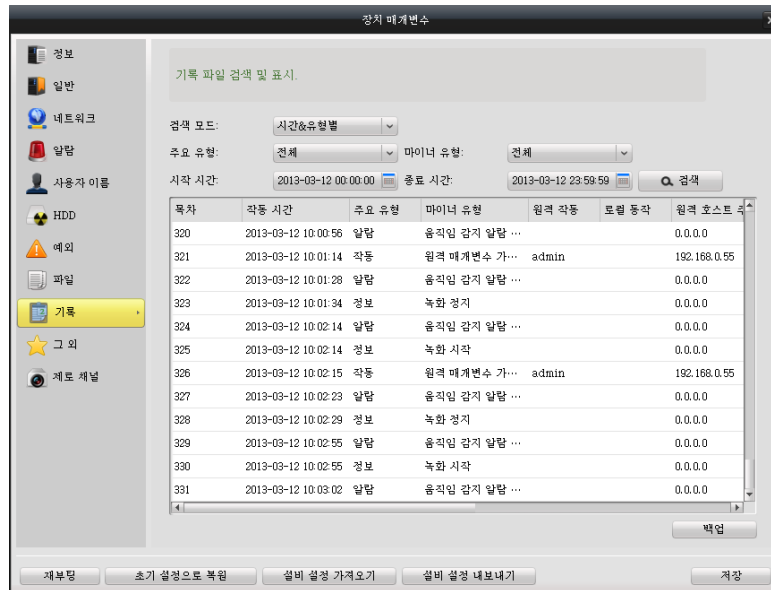 장치 매개변수
정보
일반
네트워크
알람
사용자 이름
HDD
예외
파일
기록
그 외
제로 채널
기록 파일 검색 및 표시.
검색 모드: 시간&유형별
주요 유형: 전체 마이너 유형: 전체
시작 시간: 2013-03-12 00:00:00 종료 시간: 2013-03-12 23:59:59 검색
목차 작동 시간 주요 유형 마이너 유형 원격 작동 로컬 동작 원격 호스트
320 2013-03-12 10:00:56 알람 움직임 감지 알람 … 0.0.0.0
321 2013-03-12 10:01:14 작동 원격 매개변수 가… admin 192.168.0.55
322 2013-03-12 10:01:28 알람 움직임 감지 알람 … 0.0.0.0
323 2013-03-12 10:01:34 정보 녹화 정지 0.0.0.0
324 2013-03-12 10:02:14 알람 움직임 감지 알람 … 0.0.0.0
325 2013-03-12 10:02:14 정보 녹화 시작 0.0.0.0
326 2013-03-12 10:02:15 작동 원격 매개변수 가… admin 192.168.0.55
327 2013-03-12 10:02:23 알람 움직임 감지 알람 … 0.0.0.0
328 2013-03-12 10:02:29 정보 녹화 정지 0.0.0.0
329 2013-03-12 10:02:55 알람 움직임 감지 알람 … 0.0.0.0
330 2013-03-12 10:02:55 정보 녹화 시작 0.0.0.0
331 2013-03-12 10:03:02 알람 움직임 감지 알람 … 0.0.0.0
백업
재부팅 초기 설정으로 복원 설비 설정 가져오기 설비 설정 내보내기 저장